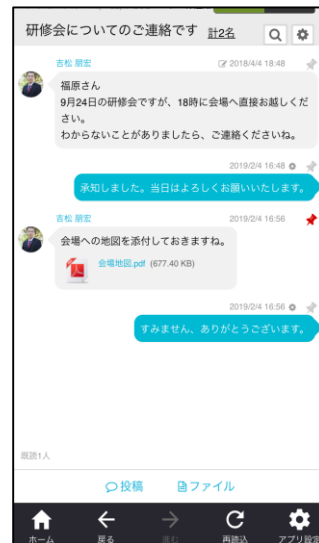 研修会についてのご連絡です 計2名
吉松 朋宏 2018/4/4 18:48
福原さん
9月24日の研修会ですが、18時に会場へ直接お越しくだ
さい。
わからないことがありましたら、ご連絡くださいね。
2019/2/4 16:48
承知しました。当日はよろしくお願いいたします。
吉松 朋宏 2019/2/4 16:56
会場への地図を添付しておきますね。
会場地図.pdf (677.40 KB)
2019/2/4 16:56
すみません、ありがとうございます。
既読1人
投稿 ファイル
ホーム 戻る 進む 再読込 アプリ設定